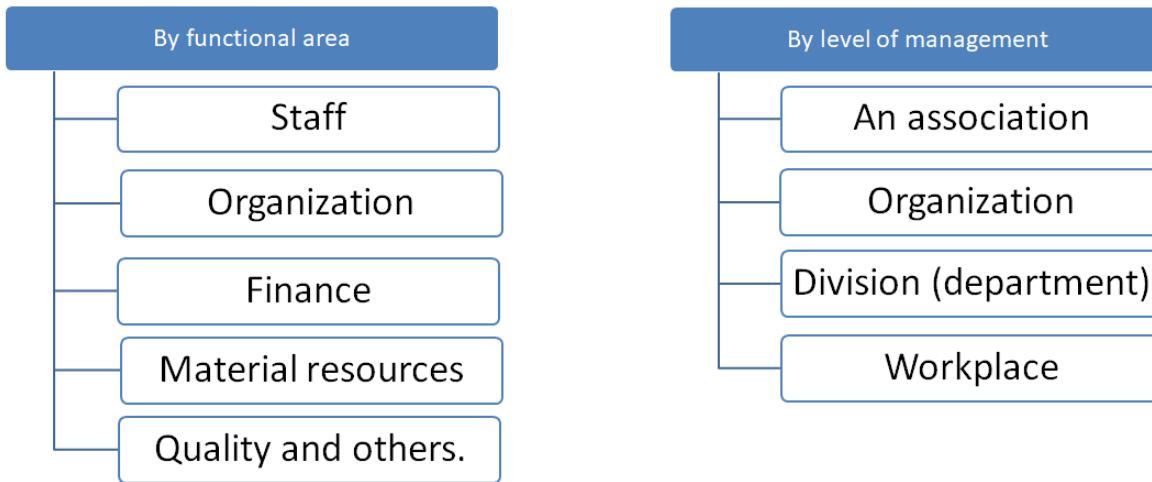 By functional area
Staff
Organization
Finance
Material resources
Quality and others.
By level of management
An association
Organization
Division (department)
Workplace